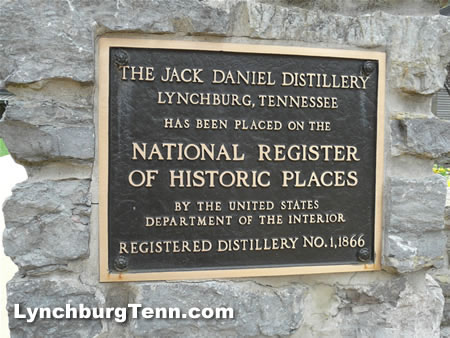 THE JACK DANIEL DISTILLERY
LYNCHBURG, TENNESSEE
HAS BEEN PLACED ON THE
NATIONAL REGISTER
OF HISTORIC PLACES
BY THE UNITED STATES
DEPARTMENT OF THE INTERIOR
REGISTERED DISTILLERY NO. 1, 1866
LynchburgTenn.com